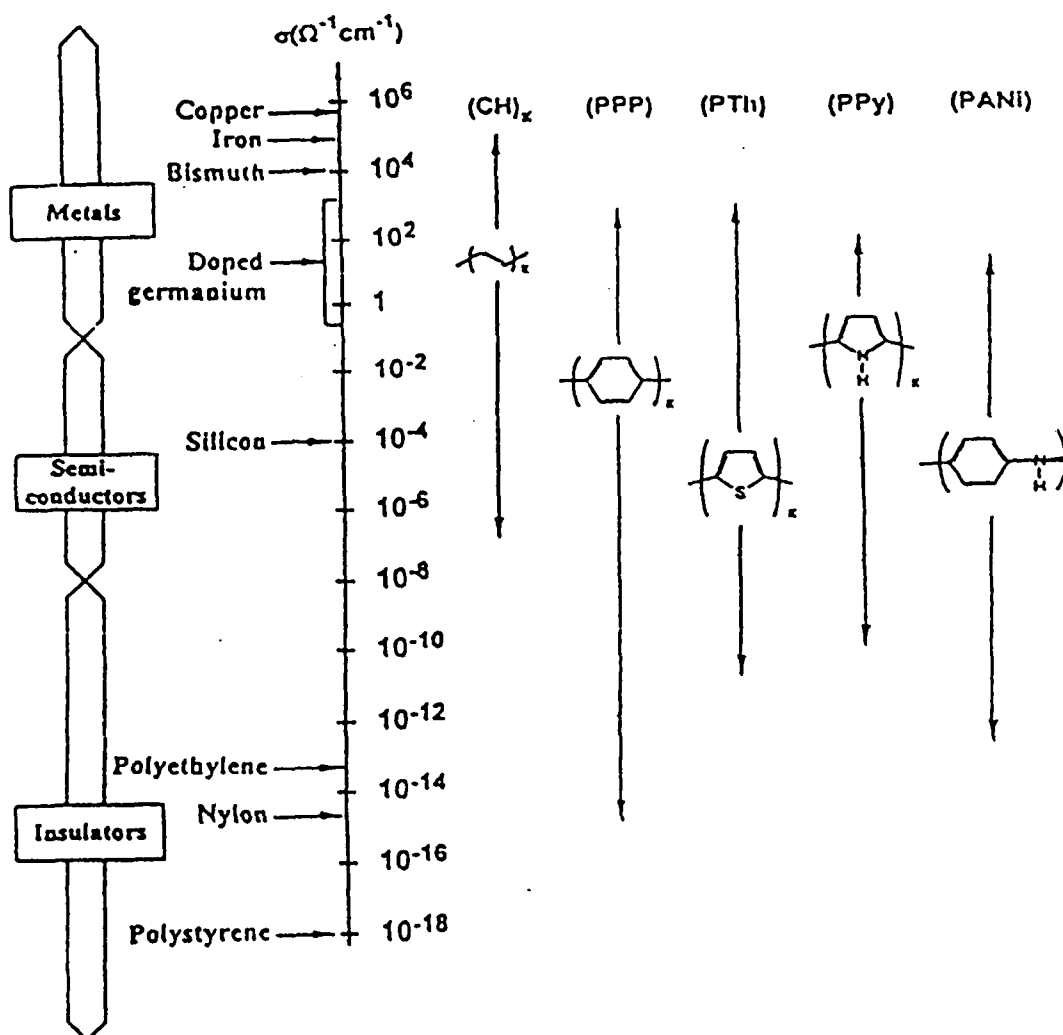 σ(Ω⁻¹cm⁻¹)
10⁶
(CH)ₓ
(PPP)
(PTh)
(PPy)
(PANi)
Copper
Iron
Bismuth
10⁴
Metals
10²
Doped
germanium
1
x
10⁻²
N
H
x
x
Silicon
10⁻⁴
N
H
Semi-
conductors
S
x
10⁻⁶
10⁻⁸
10⁻¹⁰
10⁻¹²
Polyethylene
10⁻¹⁴
Nylon
Insulators
10⁻¹⁶
Polystyrene
10⁻¹⁸